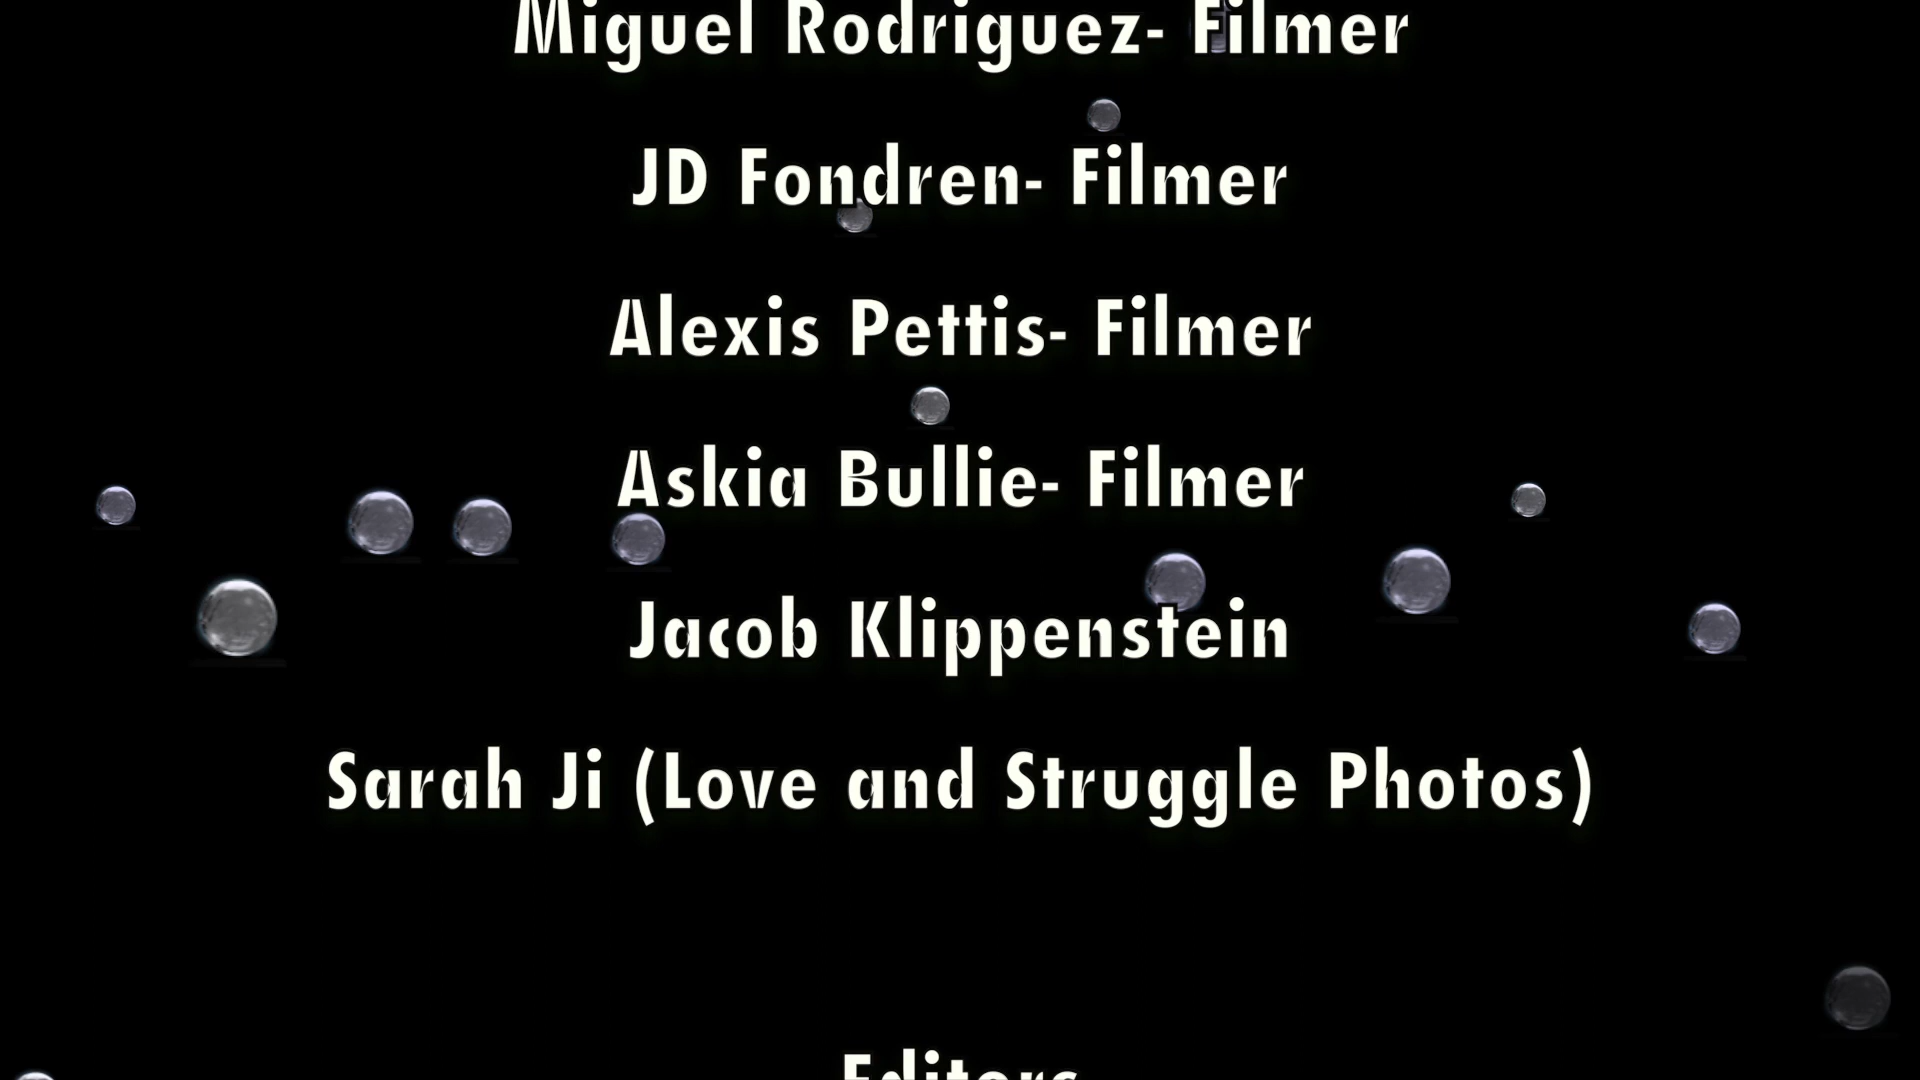 Miguel Rodriguez- Filmer
JD Fondren- Filmer
Alexis Pettis- Filmer
Askia Bullie- Filmer
Jacob Klippenstein
Sarah Ji (Love and Struggle Photos)
Editors